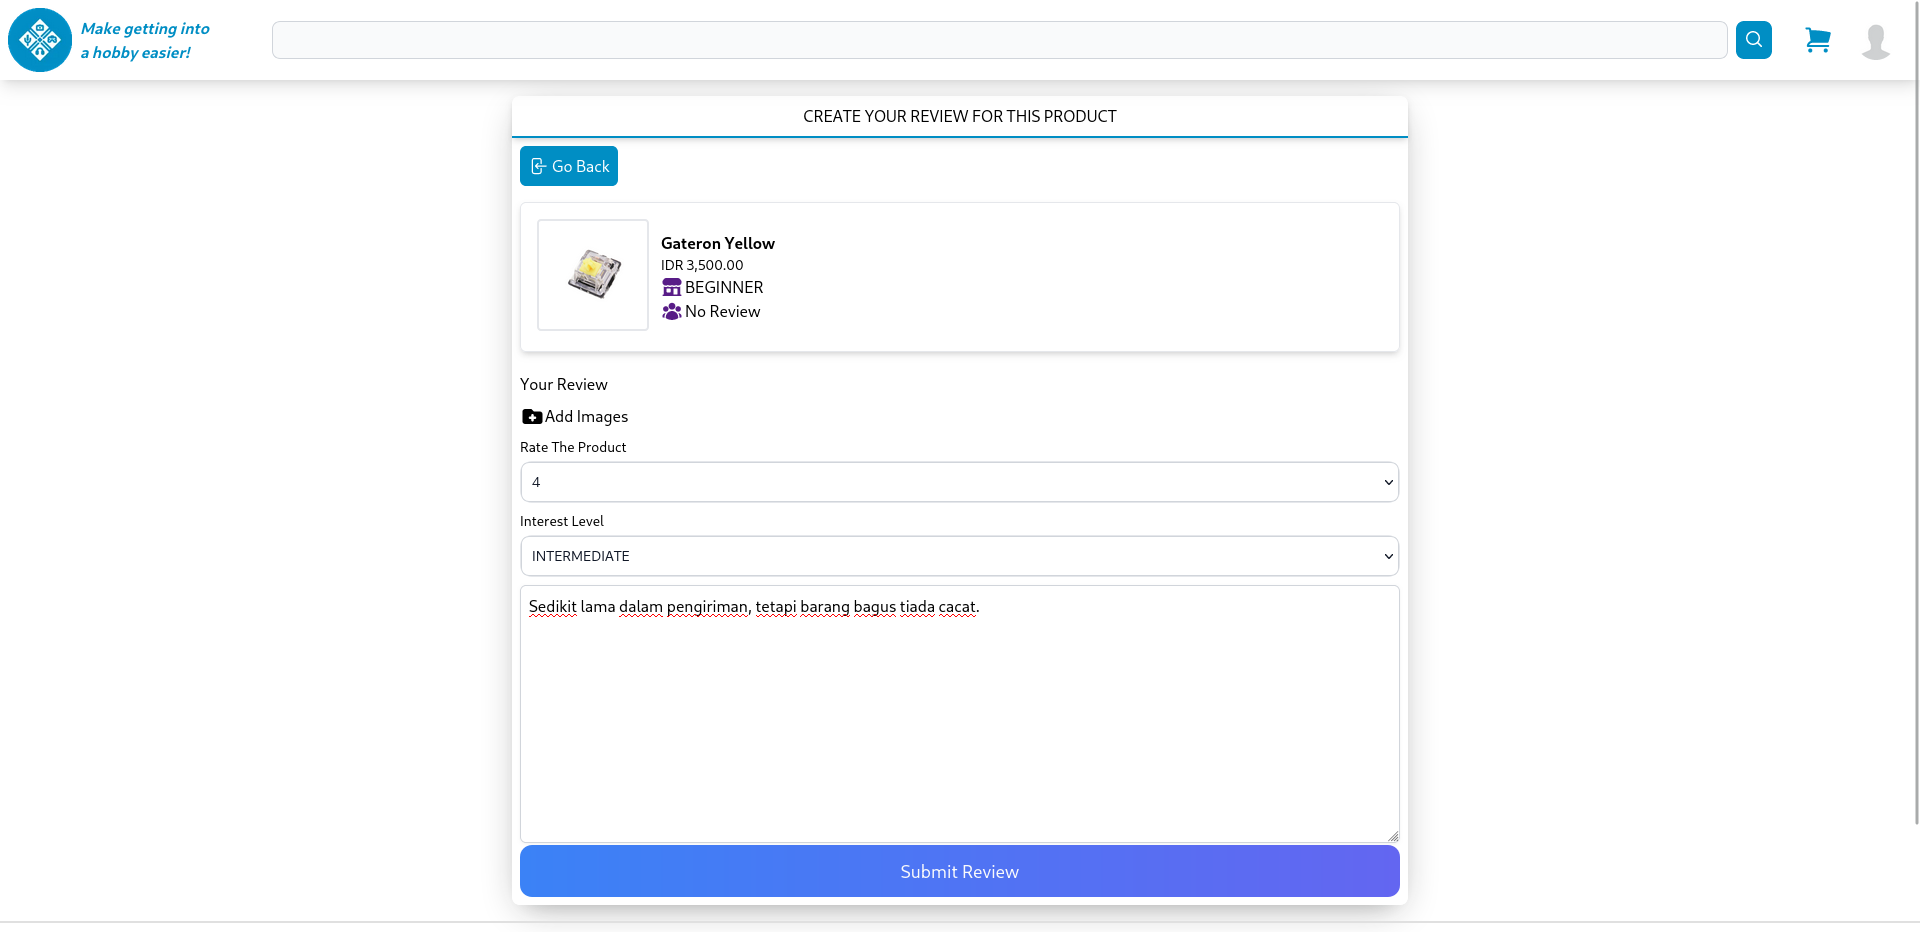 Make getting into
a hobby easier!
CREATE YOUR REVIEW FOR THIS PRODUCT
Go Back
Gateron Yellow
IDR 3,500.00
BEGINNER
No Review
Your Review
Add Images
Rate The Product
4
Interest Level
INTERMEDIATE
Sedikit lama dalam pengiriman, tetapi barang bagus tiada cacat.
Submit Review